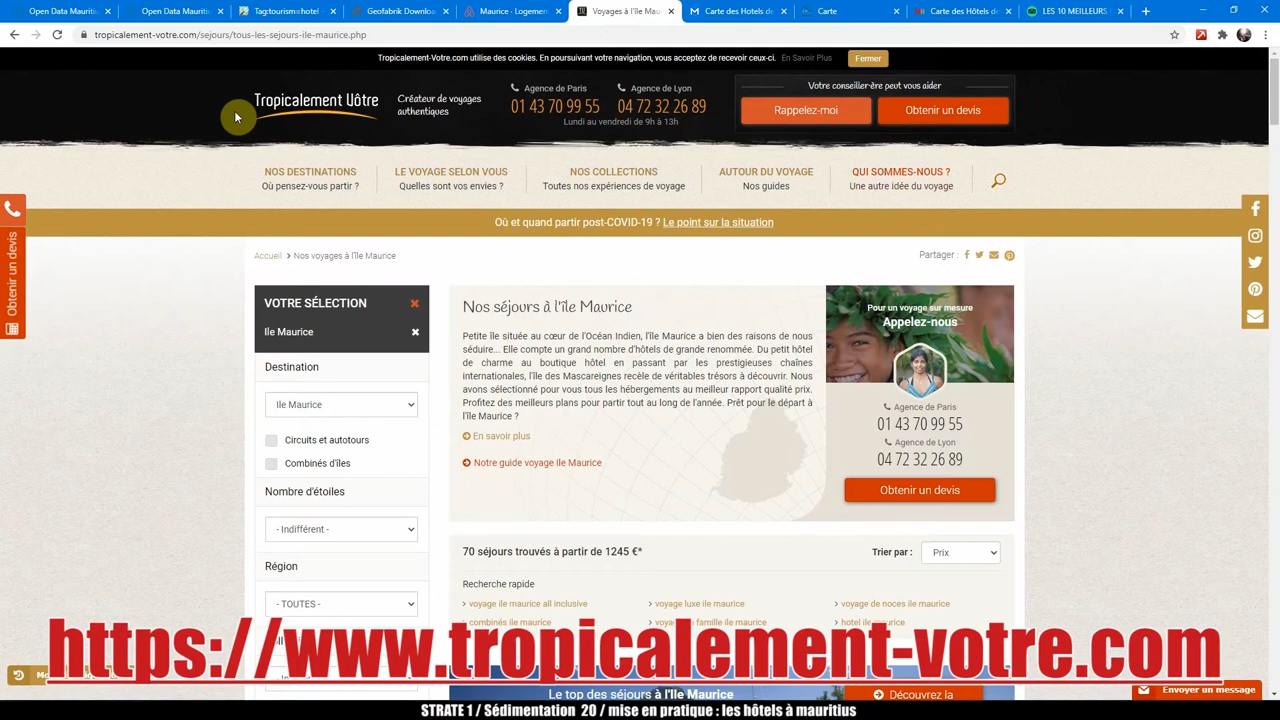 Open Data Mauriti
Open Data Mauriti
Tag:tourism=hotel
Geofabrik Downloa
Maurice · Logemen
Voyages à l'île Mau
Carte des Hotels de
Carte
Carte des Hôtels de
LES 10 MEILLEURS
tropicalement-votre.com/sejours/tous-les-sejours-ile-maurice.php
Tropicalement-Votre.com utilise des cookies. En poursuivant votre navigation, vous acceptez de recevoir ceux-ci. En Savoir Plus
Fermer
Tropicalement Vôtre
Créateur de voyages
authentiques
Agence de Paris
01 43 70 99 55
Agence de Lyon
04 72 32 26 89
Lundi au vendredi de 9h à 13h
Votre conseiller·ère peut vous aider
Rappelez-moi
Obtenir un devis
NOS DESTINATIONS
Où pensez-vous partir ?
LE VOYAGE SELON VOUS
Quelles sont vos envies ?
NOS COLLECTIONS
Toutes nos expériences de voyage
AUTOUR DU VOYAGE
Nos guides
QUI SOMMES-NOUS ?
Une autre idée du voyage
Où et quand partir post-COVID-19 ? Le point sur la situation
Obtenir un devis
Accueil > Nos voyages à l'île Maurice
Partager :
VOTRE SÉLECTION
Ile Maurice
Destination
Ile Maurice
Circuits et autotours
Combinés d'îles
Nombre d'étoiles
- Indifférent -
Région
- TOUTES -
Nos séjours à l'île Maurice
Petite île située au cœur de l'Océan Indien, l'île Maurice a bien des raisons de nous
séduire... Elle compte un grand nombre d'hôtels de grande renommée. Du petit hôtel
de charme au boutique hôtel en passant par les prestigieuses chaînes
internationales, l'île des Mascareignes recèle de véritables trésors à découvrir. Nous
avons sélectionné pour vous tous les hébergements au meilleur rapport qualité prix.
Profitez des meilleurs plans pour partir tout au long de l'année. Prêt pour le départ à
l'île Maurice ?
En savoir plus
Notre guide voyage Ile Maurice
Pour un voyage sur mesure
Appelez-nous
Agence de Paris
01 43 70 99 55
Agence de Lyon
04 72 32 26 89
Obtenir un devis
70 séjours trouvés à partir de 1245 €*
Trier par :
Prix
Recherche rapide
> voyage ile maurice all inclusive
> voyage luxe ile maurice
> voyage de noces ile maurice
combinés ile maurice
famille ile maurice
hotel ile maurice
https://www.tropicalement-votre.com
Le top des séjours à l'Ile Maurice
Découvrez la
Envoyer un message
STRATE 1 / Sédimentation 20 / mise en pratique : les hôtels à mauritius